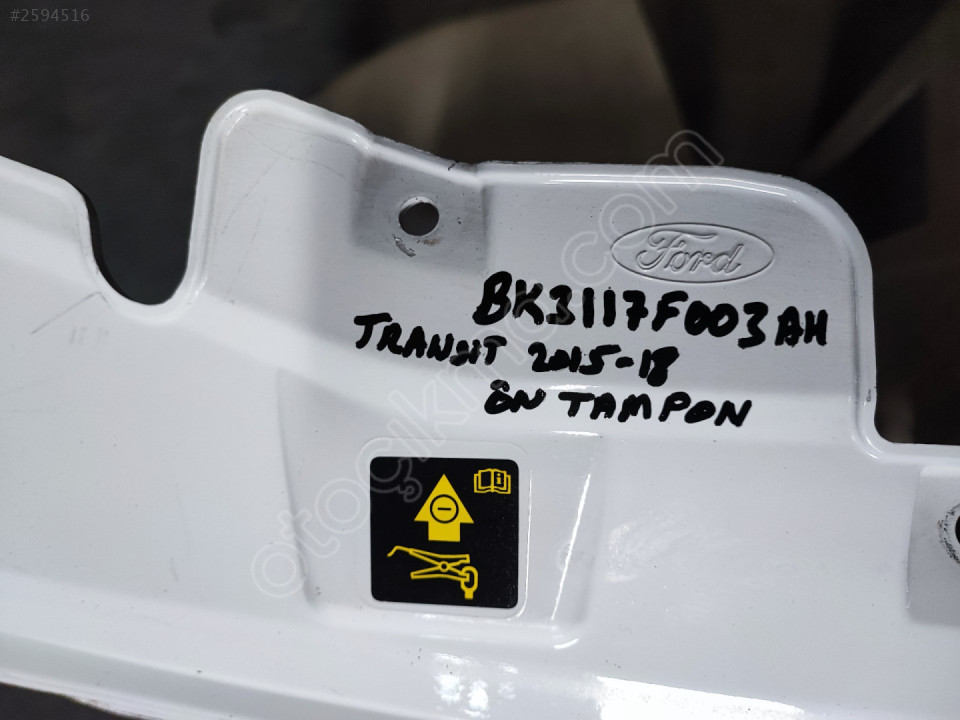 #2594516
Ford
BK3117F003AH
TRANSIT 2015-18
ÖN TAMPON
otoçıkma.com